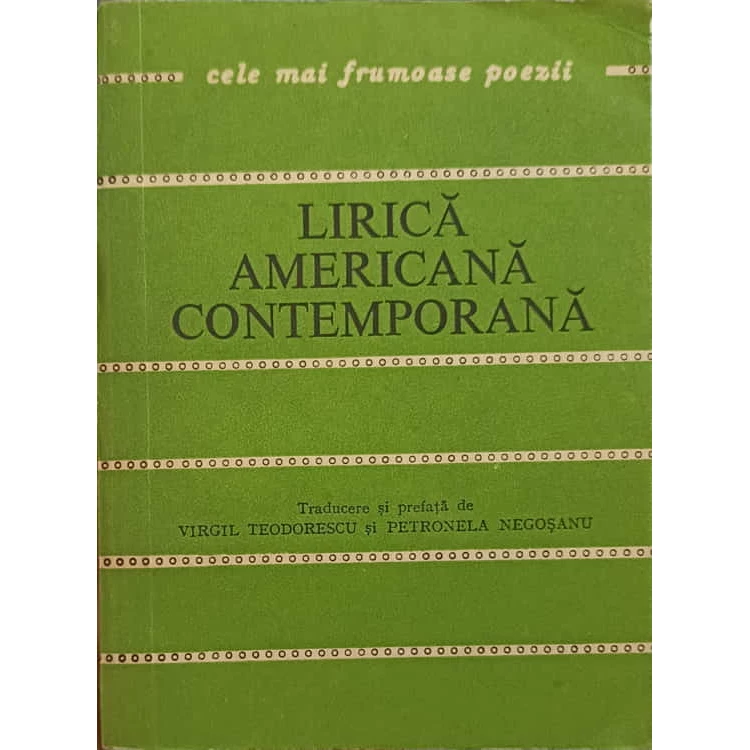 cele mai frumoase poezii
LIRICĂ
AMERICANĂ
CONTEMPORANĂ
Traducere și prefață de
VIRGIL TEODORESCU și PETRONELA NEGOȘANU